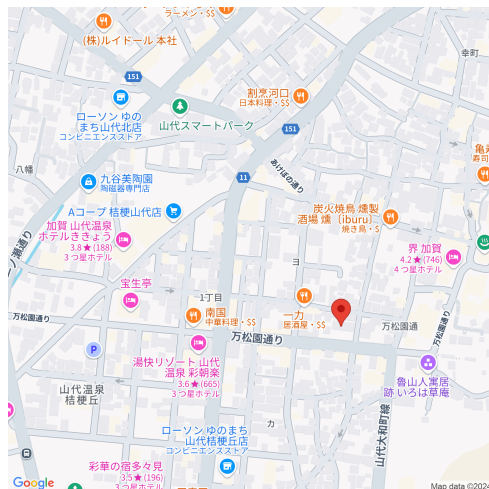 ラーメン・$$
(株)ルイドール 本社
幸町
151
割烹河口
日本料理・$$
ローソン ゆの
まち山代北店
コンビニエンスストア
山代スマートパーク
151
亀寿
寿司
あけぼの通り
八幡
九谷美陶園
陶磁器専門店
11
Aコープ 桔梗山代店
炭火焼鳥 燻製
酒場 燻〔iburu〕
焼き鳥・$
加賀 山代温泉
ホテルききょう
3.8★(188)
3 つ星ホテル
界 加賀
4.2★(746)
4 つ星ホテル
ヨ
宝生亭
1丁目
一力
居酒屋・$$
南国
中華料理・$$
万松園通り
万松園通
万松園通り
万松園通り
湯快リゾート 山代
温泉 彩朝楽
3.6★(665)
3 つ星ホテル
P
山代温泉
桔梗丘
魯山人寓居
跡 いろは草庵
カ
ローソン ゆのまち
山代桔梗丘店
コンビニエンスストア
山代大和町線
彩華の宿多々見
3.5★(196)
3 つ星ホテル
Google
Map data ©2024